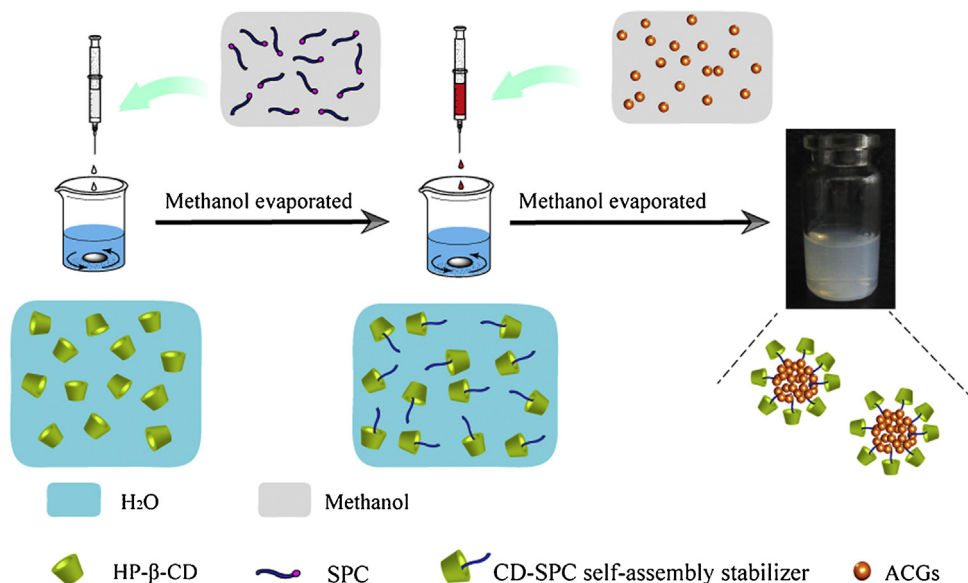 Methanol evaporated
Methanol evaporated
H₂O
Methanol
HP-β-CD
SPC
CD-SPC self-assembly stabilizer
ACGs